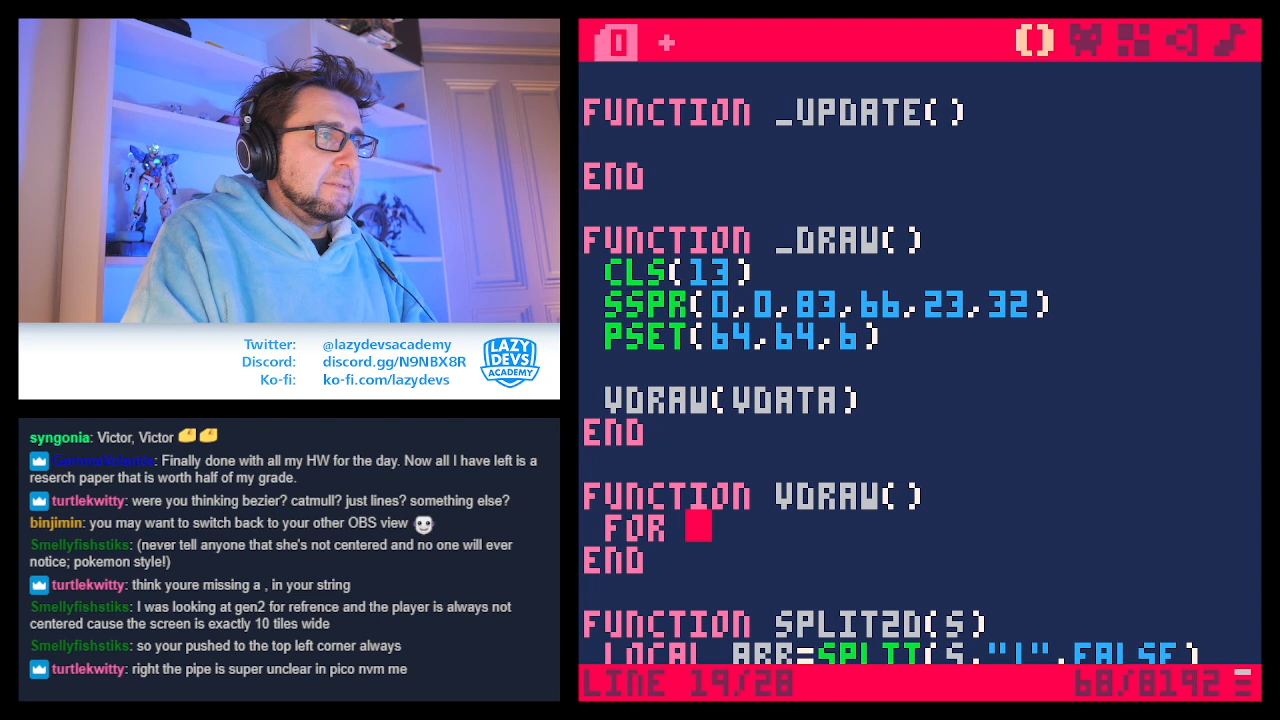 Twitter: @lazydevsacademy
Discord: discord.gg/N9NBX8R
Ko-fi: ko-fi.com/lazydevs
LAZY
DEVS
ACADEMY
syngonia: Victor, Victor
Finally done with all my HW for the day. Now all I have left is a
reserch paper that is worth half of my grade.
turtlekwitty: were you thinking bezier? catmull? just lines? something else?
binjimin: you may want to switch back to your other OBS view
Smellyfishstiks: (never tell anyone that she's not centered and no one will ever
notice; pokemon style!)
turtlekwitty: think youre missing a , in your string
Smellyfishstiks: I was looking at gen2 for refrence and the player is always not
centered cause the screen is exactly 10 tiles wide
Smellyfishstiks: so your pushed to the top left corner always
turtlekwitty: right the pipe is super unclear in pico nvm me
0 +
FUNCTION _UPDATE()
END
FUNCTION _DRAW()
CLS(13)
SSPR(0,0,83,66,23,32)
PSET(64,64,6)
VDRAW(VDATA)
END
FUNCTION VDRAW()
FOR
END
FUNCTION SPLIT2D(S)
LOCAL ARR=SPLIT(S,"|",FALSE)
LINE 19/28 68/8192